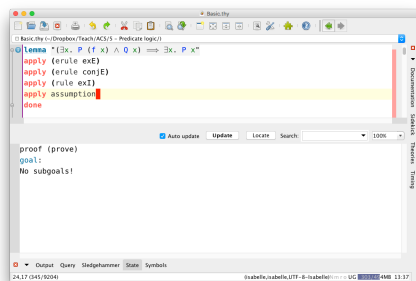 Basic.thy
Basic.thy (~/Dropbox/Teach/ACS/5 – Predicate logic/)
lemma "(∃x. P (f x) ∧ Q x) ⟹ ∃x. P x"
apply (erule exE)
apply (erule conjE)
apply (rule exI)
apply assumption
done
Documentation
Sidekick
Theories
Timing
Auto update Update Locate Search: 100%
proof (prove)
goal:
No subgoals!
Output Query Sledgehammer State Symbols
24,17 (345/9204) (isabelle,isabelle,UTF-8-Isabelle) UG 4MB 13:37